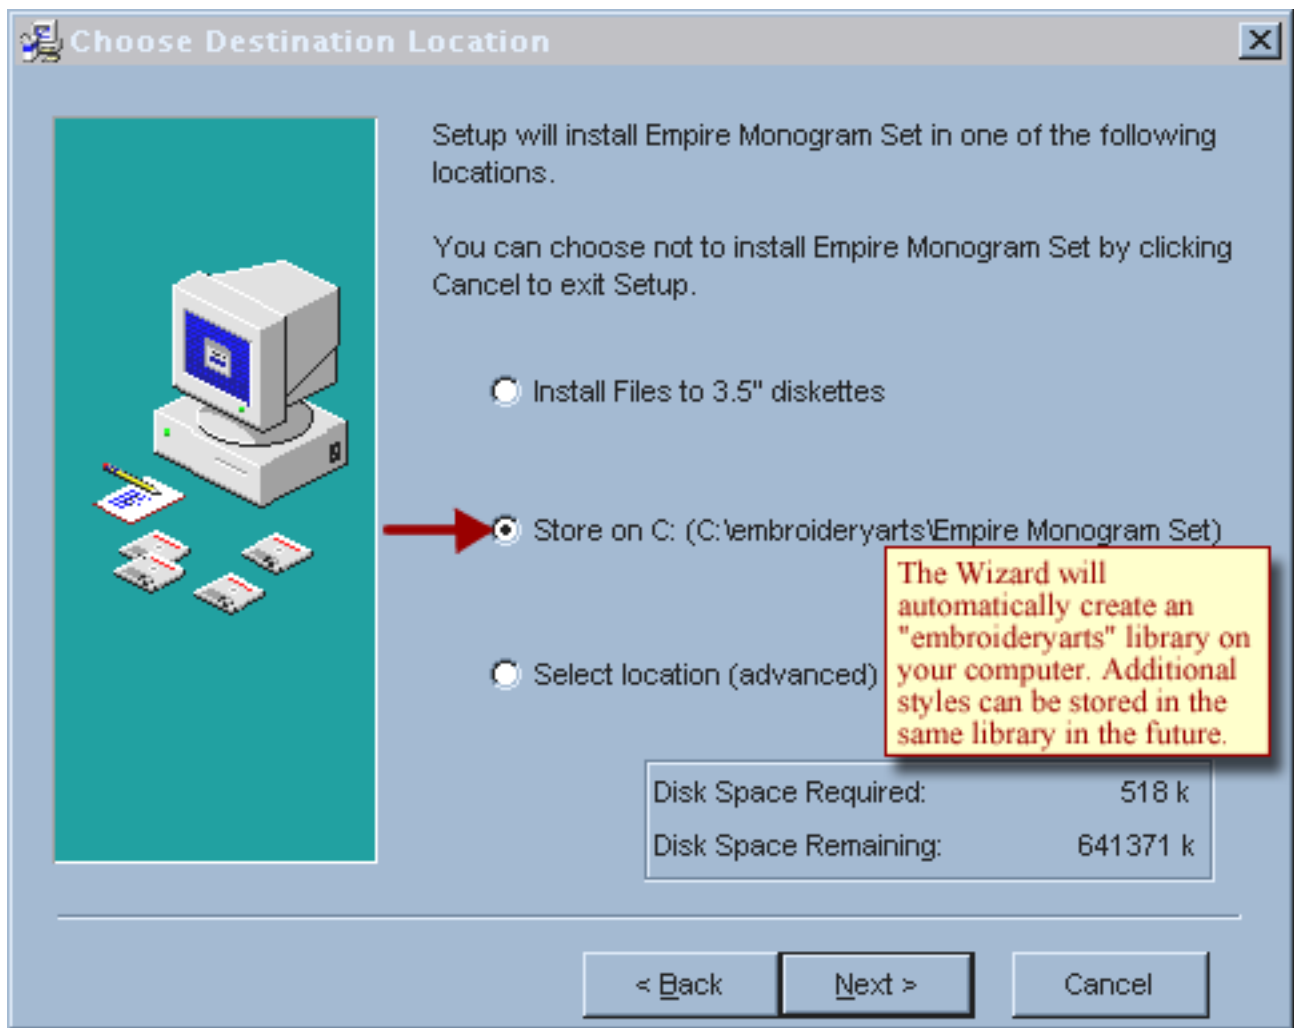 Choose Destination Location
Setup will install Empire Monogram Set in one of the following
locations.
You can choose not to install Empire Monogram Set by clicking
Cancel to exit Setup.
Install Files to 3.5" diskettes
Store on C: (C:\embroideryarts\Empire Monogram Set)
The Wizard will
automatically create an
"embroideryarts" library on
your computer. Additional
styles can be stored in the
same library in the future.
Select location (advanced)
Disk Space Required: 518 k
Disk Space Remaining: 641371 k
< Back
Next >
Cancel